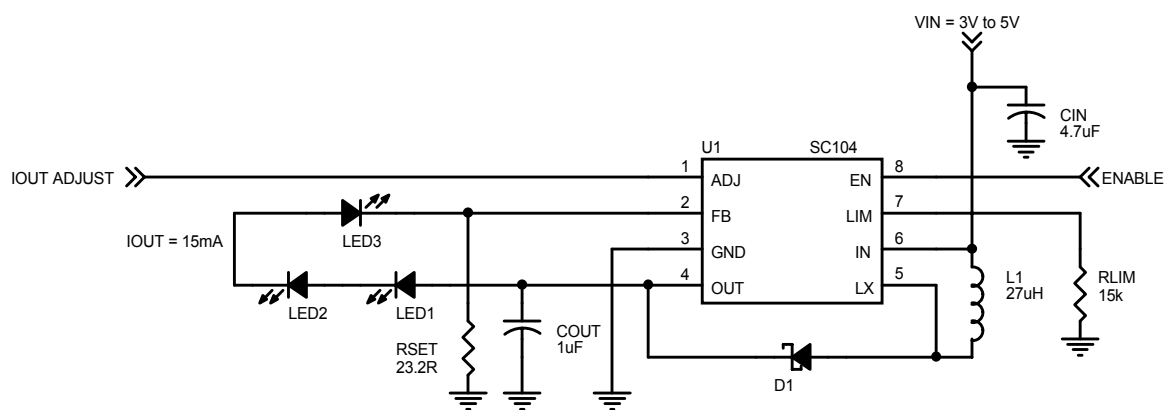 VIN = 3V to 5V
CIN
4.7uF
U1
SC104
IOUT ADJUST
1
ADJ
EN
8
ENABLE
2
FB
LIM
7
IOUT = 15mA
LED3
3
GND
IN
6
4
OUT
LX
5
L1
27uH
RLIM
15k
LED2
LED1
COUT
1uF
RSET
23.2R
D1